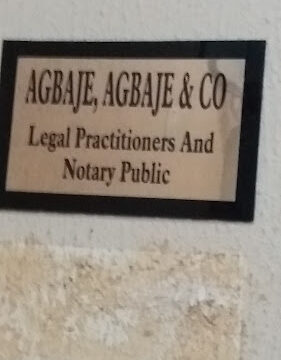 AGBAJE, AGBAJE & CO
Legal Practitioners And
Notary Public